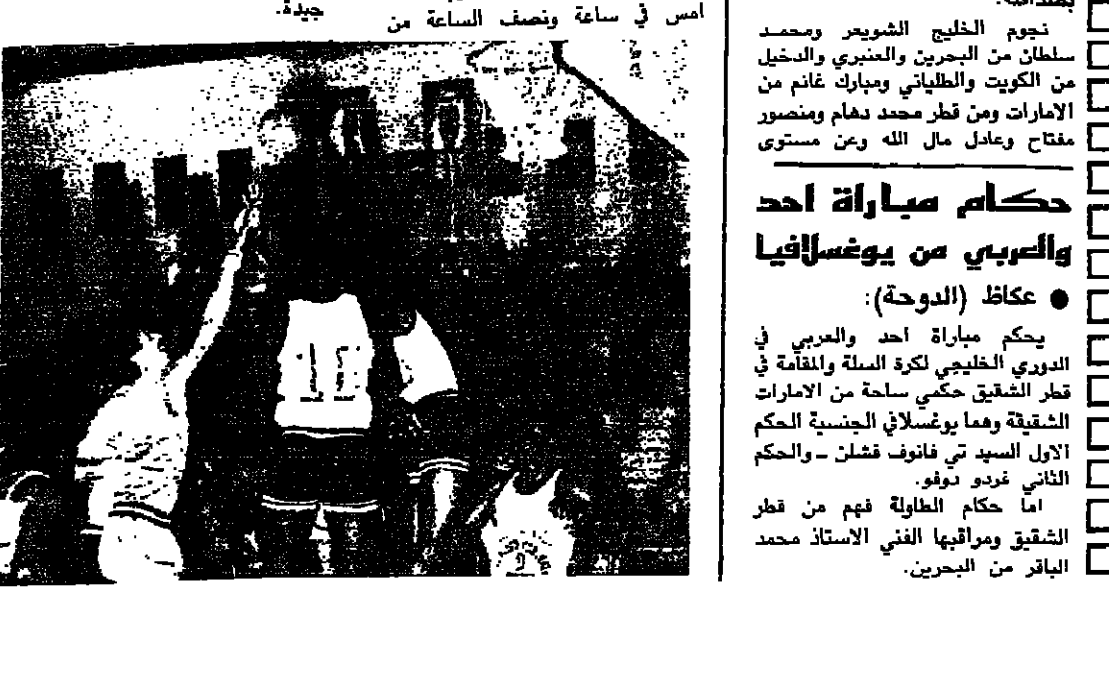 جيدة.
امس في ساعة ونصف الساعة من
نجوم الخليج الشويعر ومحمد
سلطان من البحرين والعنبري والدخيل
من الكويت والطلياني ومبارك غانم من
الامارات ومن قطر محمد دهام ومنصور
مفتاح وعادل مال الله وعن مستوى
حكام مباراة احد
والعربي من يوغسلافيا
● عكاظ (الدوحة):
يحكم مباراة احد والعربي في
الدوري الخليجي لكرة السلة والمقامة في
قطر الشقيق حكمي ساحة من الامارات
الشقيقة وهما يوغسلافي الجنسية الحكم
الاول السيد تي فانوف قشلن ــ والحكم
الثاني غردو دوفو.
اما حكام الطاولة فهم من قطر
الشقيق ومراقبها الفني الاستاذ محمد
الباقر من البحرين.